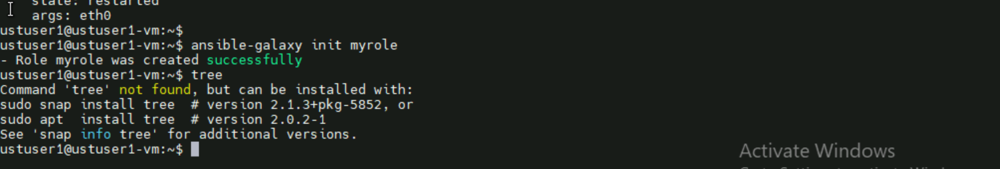 state: restarted
args: eth0
ustuser1@ustuser1-vm:~$
ustuser1@ustuser1-vm:~$ ansible-galaxy init myrole
- Role myrole was created successfully
ustuser1@ustuser1-vm:~$ tree
Command 'tree' not found, but can be installed with:
sudo snap install tree  # version 2.1.3+pkg-5852, or
sudo apt  install tree  # version 2.0.2-1
See 'snap info tree' for additional versions.
ustuser1@ustuser1-vm:~$
Activate Windows